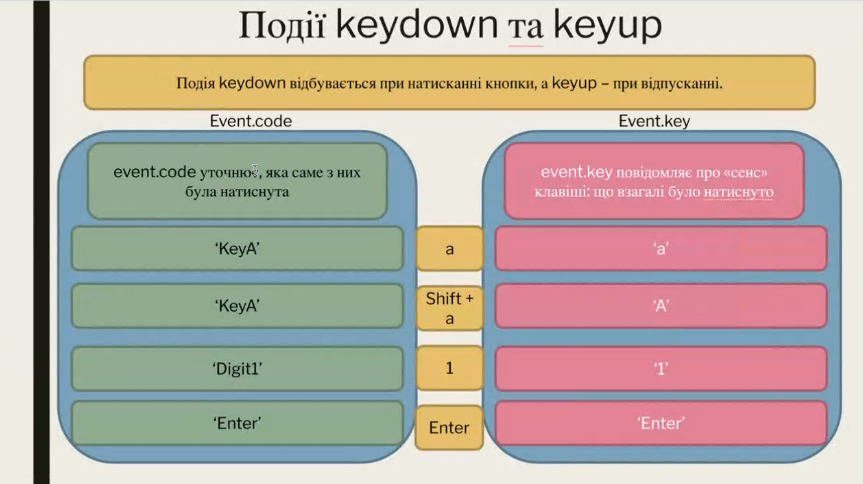 Події keydown та keyup
Подія keydown відбувається при натисканні кнопки, а keyup – при відпусканні.
Event.code
Event.key
event.code уточнює, яка саме з них
була натиснута
event.key повідомляє про «сенс»
клавіші: що взагалі було натиснуто
‘KeyA’
a
‘a’
‘KeyA’
Shift +
a
‘A’
‘Digit1’
1
‘1’
‘Enter’
Enter
‘Enter’